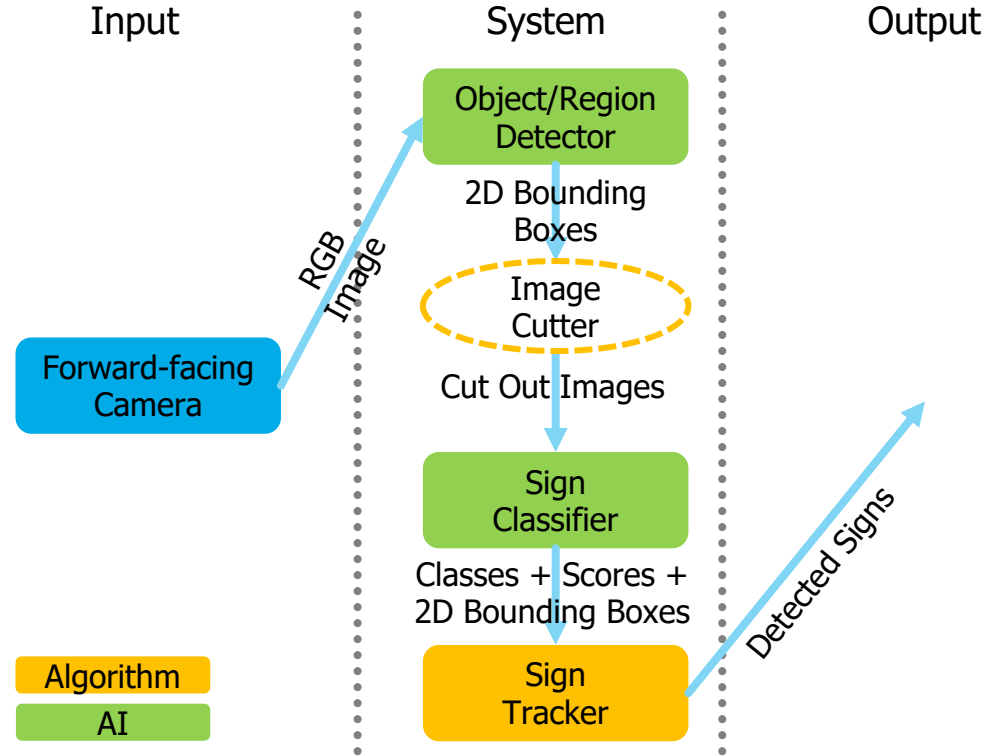 Input
System
Output
Object/Region
Detector
2D Bounding
Boxes
RGB
Image
Image
Cutter
Forward-facing
Camera
Cut Out Images
Sign
Classifier
Classes + Scores +
2D Bounding Boxes
Detected Signs
Sign
Tracker
Algorithm
AI